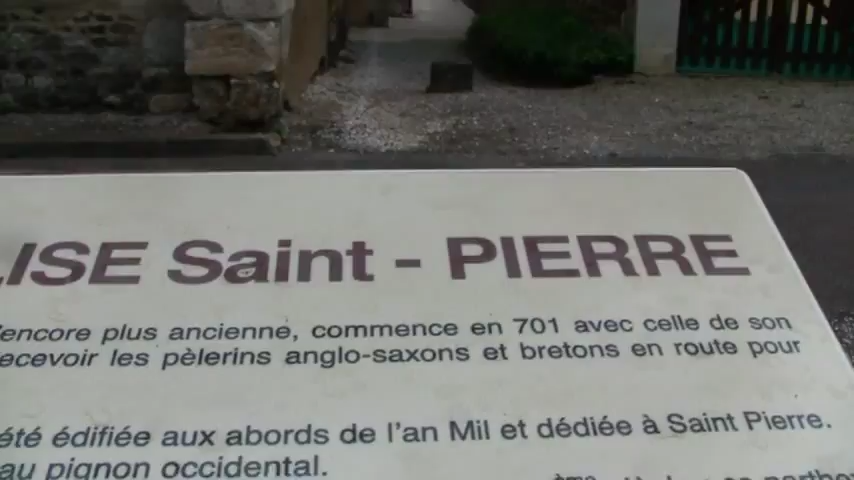 LISE Saint - PIERRE
encore plus ancienne, commence en 701 avec celle de son
ecevoir les pèlerins anglo-saxons et bretons en route pour
été édifiée aux abords de l'an Mil et dédiée à Saint Pierre.
au pignon occidental.